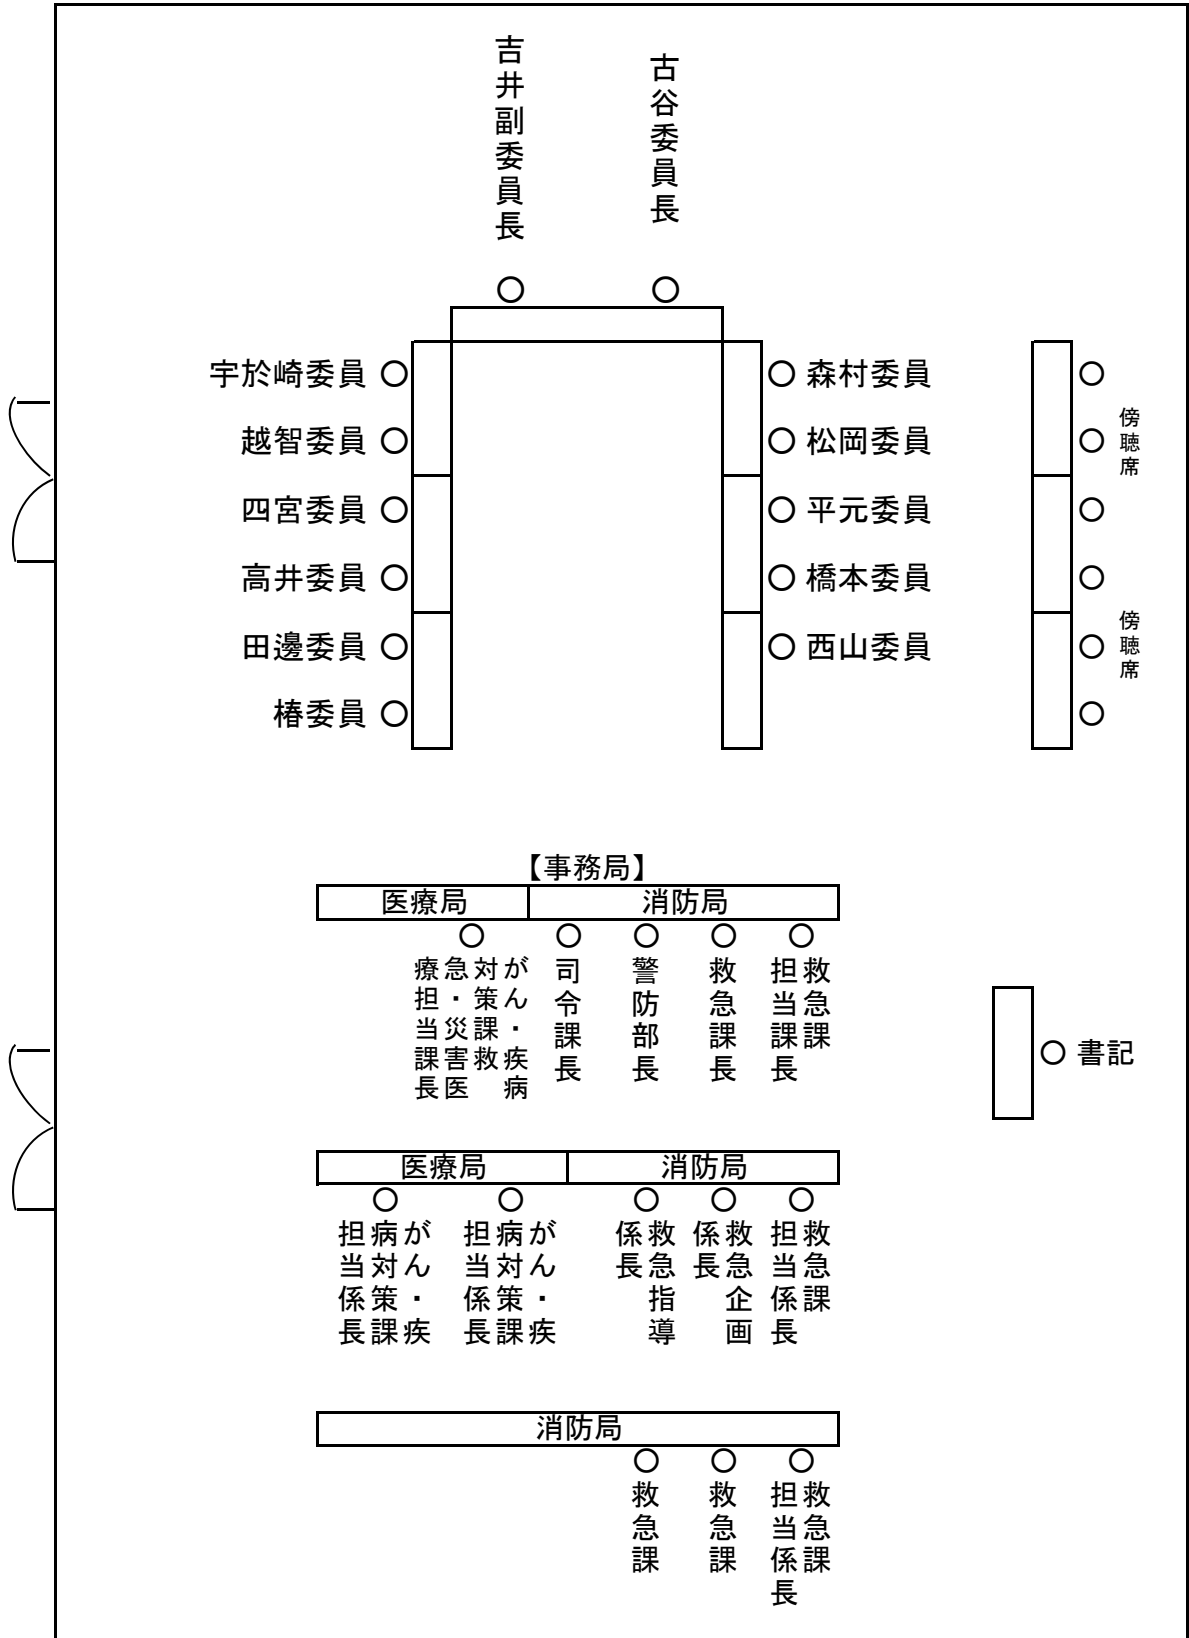 古谷委員長
吉井副委員長
宇於崎委員
森村委員
越智委員
松岡委員
傍聴席
四宮委員
平元委員
高井委員
橋本委員
田邊委員
西山委員
傍聴席
椿委員
【事務局】
医療局
消防局
救急課
担当課長
救急課長
警防部長
司令課長
がん・疾病
対策課救
急・災害医
療担当課長
書記
医療局
消防局
救急課
担当係長
救急企画
係長
救急指導
係長
がん・疾
病対策課
担当係長
がん・疾
病対策課
担当係長
消防局
救急課
担当係長
救急課
救急課